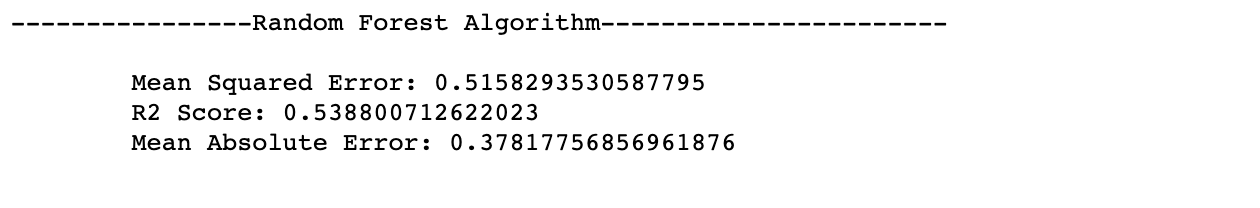 ----------------Random Forest Algorithm-----------------------
Mean Squared Error: 0.5158293530587795
R2 Score: 0.538800712622023
Mean Absolute Error: 0.37817756856961876